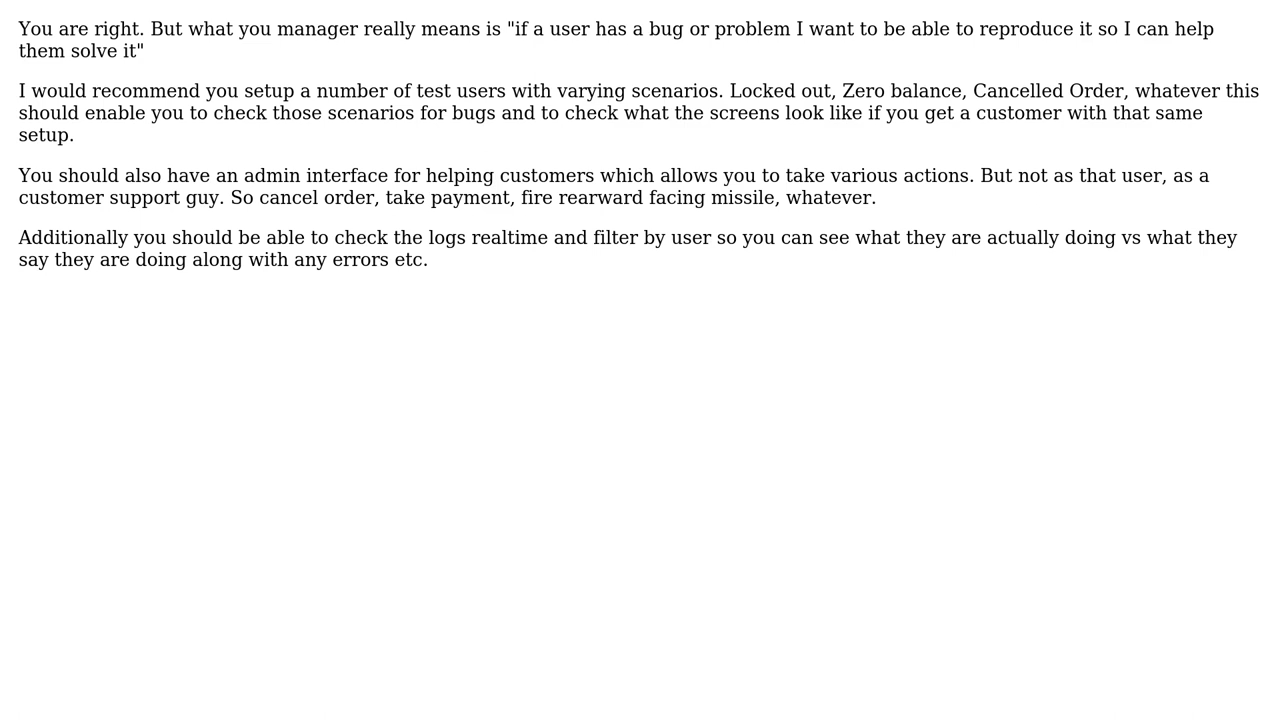 You are right. But what you manager really means is "if a user has a bug or problem I want to be able to reproduce it so I can help
them solve it"
I would recommend you setup a number of test users with varying scenarios. Locked out, Zero balance, Cancelled Order, whatever this
should enable you to check those scenarios for bugs and to check what the screens look like if you get a customer with that same
setup.
You should also have an admin interface for helping customers which allows you to take various actions. But not as that user, as a
customer support guy. So cancel order, take payment, fire rearward facing missile, whatever.
Additionally you should be able to check the logs realtime and filter by user so you can see what they are actually doing vs what they
say they are doing along with any errors etc.